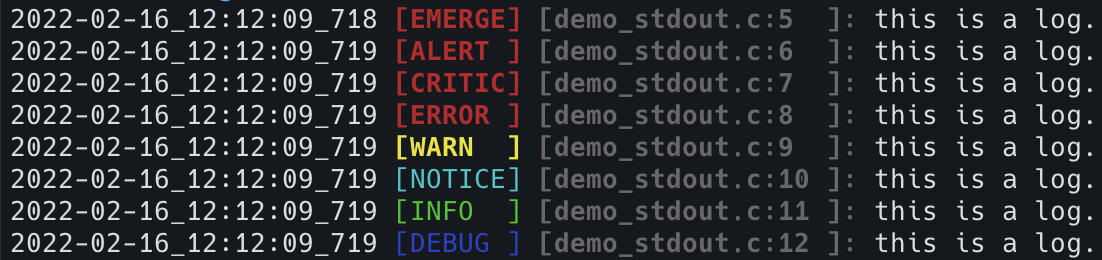 2022-02-16_12:12:09_718 [EMERGE] [demo_stdout.c:5  ]: this is a log.
2022-02-16_12:12:09_719 [ALERT ] [demo_stdout.c:6  ]: this is a log.
2022-02-16_12:12:09_719 [CRITIC] [demo_stdout.c:7  ]: this is a log.
2022-02-16_12:12:09_719 [ERROR ] [demo_stdout.c:8  ]: this is a log.
2022-02-16_12:12:09_719 [WARN  ] [demo_stdout.c:9  ]: this is a log.
2022-02-16_12:12:09_719 [NOTICE] [demo_stdout.c:10 ]: this is a log.
2022-02-16_12:12:09_719 [INFO  ] [demo_stdout.c:11 ]: this is a log.
2022-02-16_12:12:09_719 [DEBUG ] [demo_stdout.c:12 ]: this is a log.